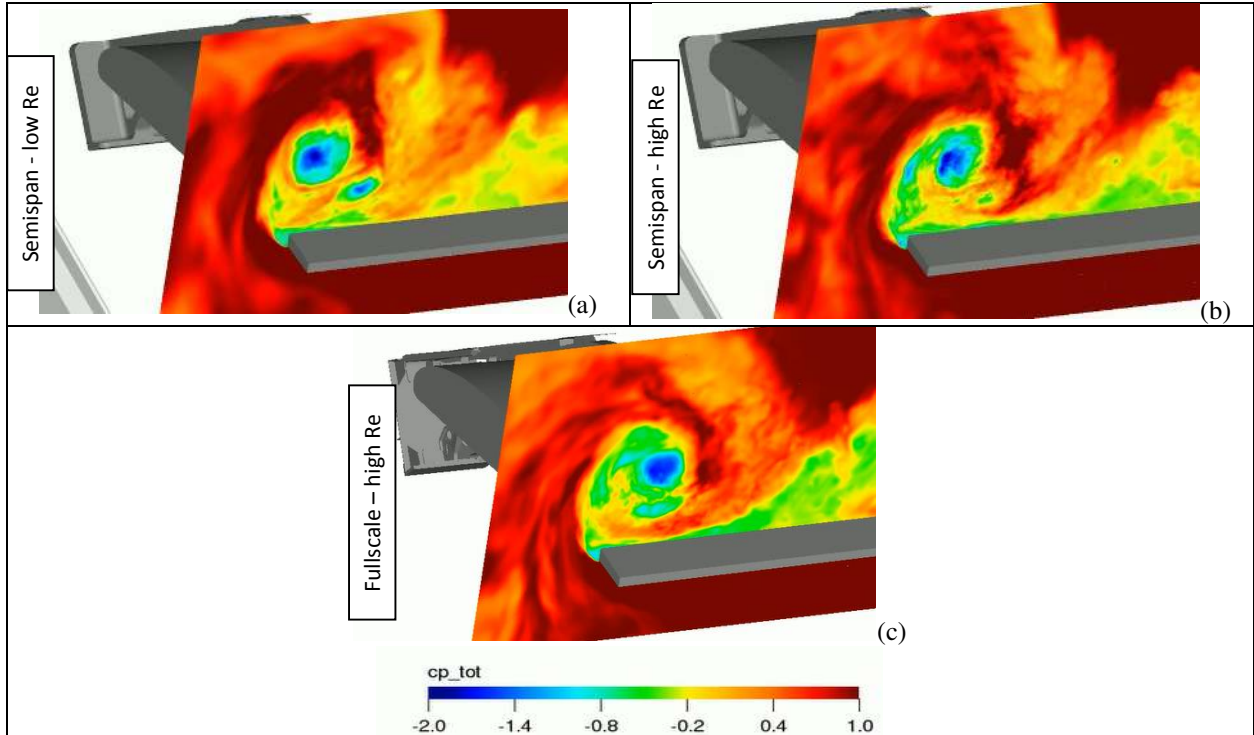 Semispan - low Re
(a)
Semispan - high Re
(b)
Fullscale – high Re
(c)
cp_tot
-2.0 -1.4 -0.8 -0.2 0.4 1.0